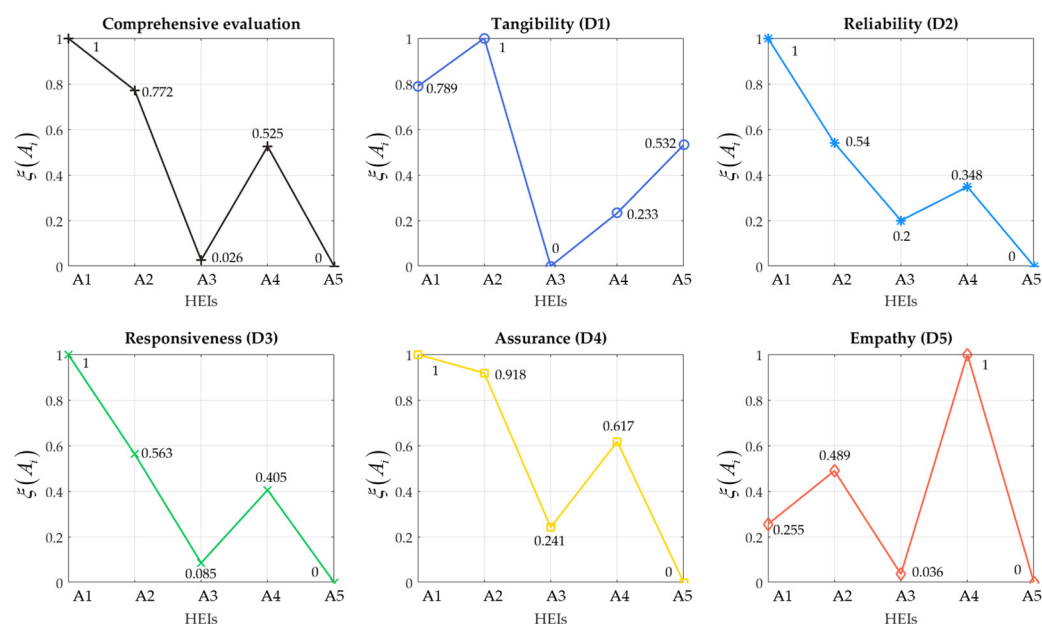 Comprehensive evaluation
ξ(A_i)
1
0.8
0.6
0.4
0.2
0
1
0.772
0.026
0.525
0
A1 A2 A3 A4 A5
HEIs
Tangibility (D1)
ξ(A_i)
1
0.8
0.6
0.4
0.2
0
0.789
1
0
0.233
0.532
A1 A2 A3 A4 A5
HEIs
Reliability (D2)
ξ(A_i)
1
0.8
0.6
0.4
0.2
0
1
0.54
0.2
0.348
0
A1 A2 A3 A4 A5
HEIs
Responsiveness (D3)
ξ(A_i)
1
0.8
0.6
0.4
0.2
0
1
0.563
0.085
0.405
0
A1 A2 A3 A4 A5
HEIs
Assurance (D4)
ξ(A_i)
1
0.8
0.6
0.4
0.2
0
1
0.918
0.241
0.617
0
A1 A2 A3 A4 A5
HEIs
Empathy (D5)
ξ(A_i)
1
0.8
0.6
0.4
0.2
0
0.255
0.489
0.036
1
0
A1 A2 A3 A4 A5
HEIs